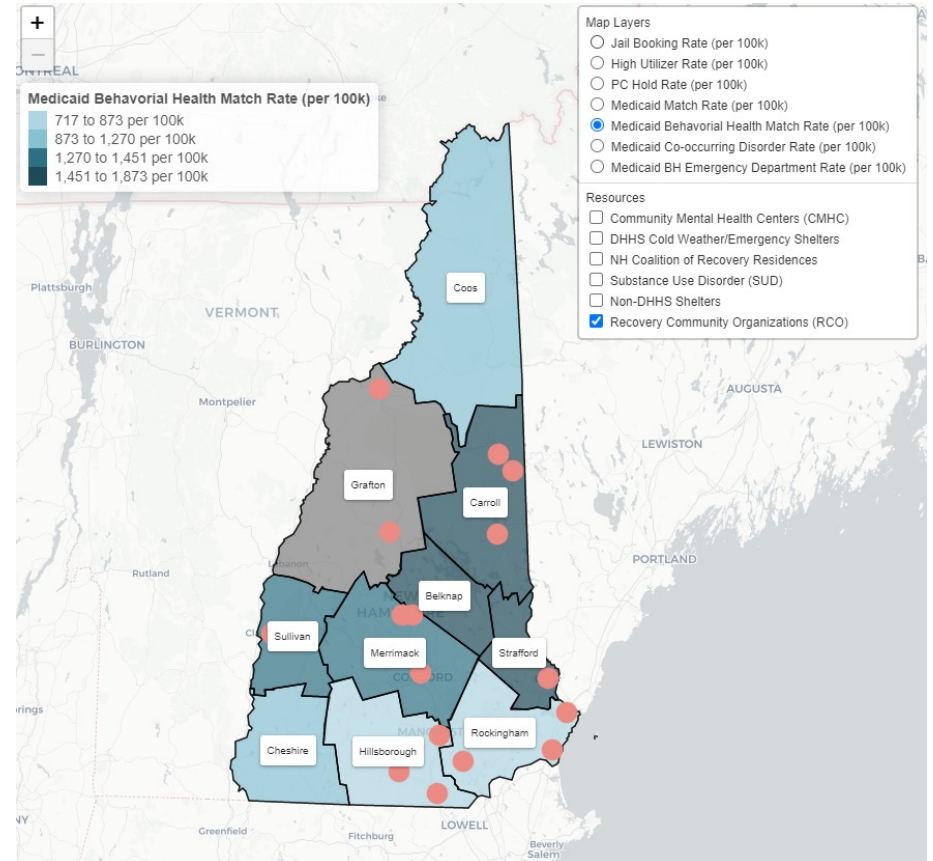 +
−
Medicaid Behavorial Health Match Rate (per 100k)
717 to 873 per 100k
873 to 1,270 per 100k
1,270 to 1,451 per 100k
1,451 to 1,873 per 100k
Map Layers
Jail Booking Rate (per 100k)
High Utilizer Rate (per 100k)
PC Hold Rate (per 100k)
Medicaid Match Rate (per 100k)
Medicaid Behavorial Health Match Rate (per 100k)
Medicaid Co-occurring Disorder Rate (per 100k)
Medicaid BH Emergency Department Rate (per 100k)
Resources
Community Mental Health Centers (CMHC)
DHHS Cold Weather/Emergency Shelters
NH Coalition of Recovery Residences
Substance Use Disorder (SUD)
Non-DHHS Shelters
Recovery Community Organizations (RCO)
Coos
Plattsburgh
VERMONT
BURLINGTON
AUGUSTA
Montpelier
LEWISTON
Grafton
Carroll
PORTLAND
Lebanon
Rutland
Belknap
Sullivan
Merrimack
Strafford
Rockingham
Cheshire
Hillsborough
LOWELL
Greenfield
Fitchburg
Beverly
Salem